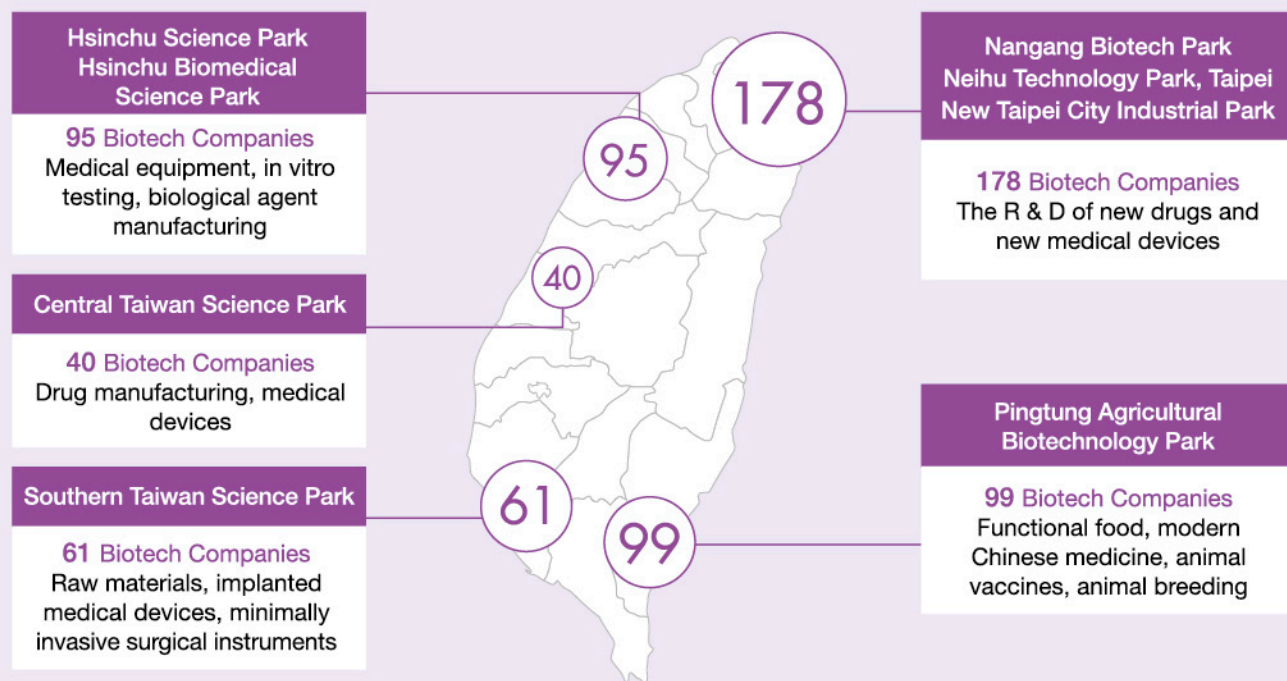 Hsinchu Science Park
Hsinchu Biomedical
Science Park
95 Biotech Companies
Medical equipment, in vitro
testing, biological agent
manufacturing
Central Taiwan Science Park
40 Biotech Companies
Drug manufacturing, medical
devices
Southern Taiwan Science Park
61 Biotech Companies
Raw materials, implanted
medical devices, minimally
invasive surgical instruments
178
95
40
61
99
Nangang Biotech Park
Neihu Technology Park, Taipei
New Taipei City Industrial Park
178 Biotech Companies
The R & D of new drugs and
new medical devices
Pingtung Agricultural
Biotechnology Park
99 Biotech Companies
Functional food, modern
Chinese medicine, animal
vaccines, animal breeding